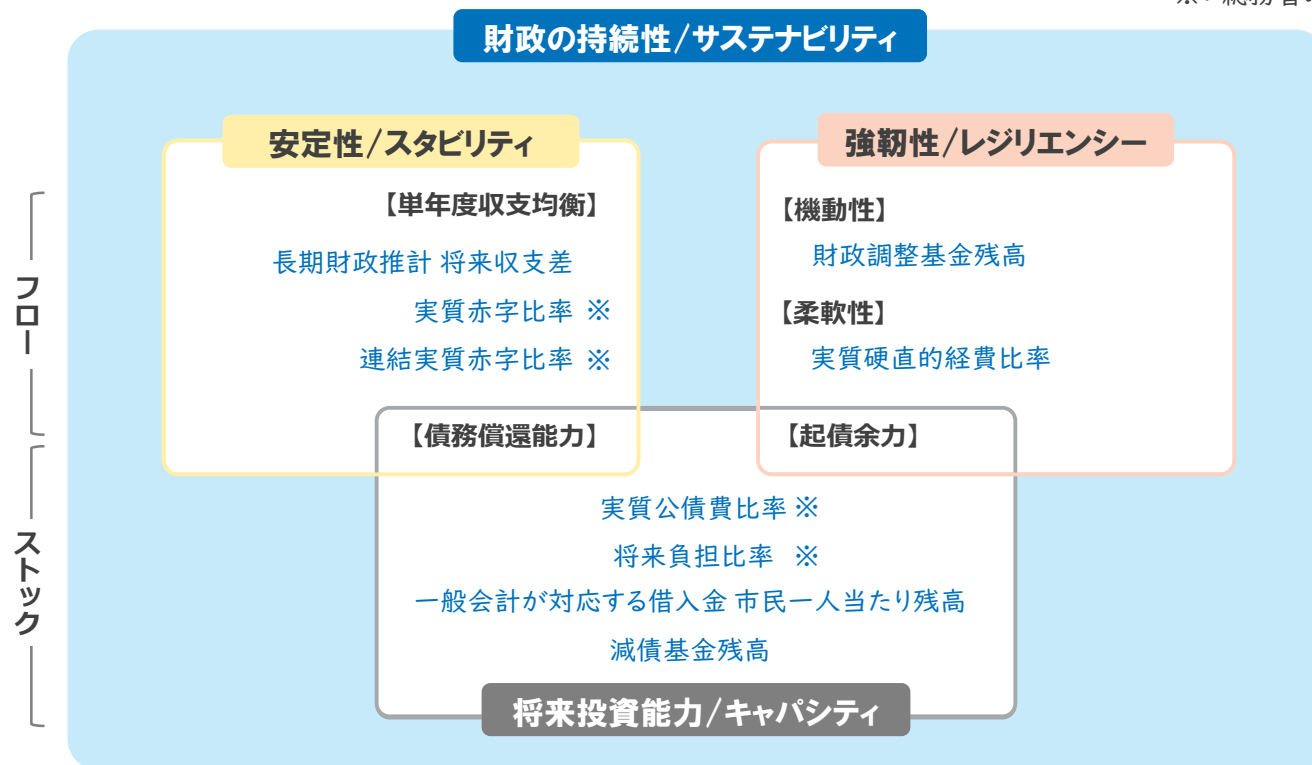 財政の持続性/サステナビリティ
安定性/スタビリティ
強靭性/レジリエンシー
フロー
【単年度収支均衡】
長期財政推計 将来収支差
実質赤字比率 ※
連結実質赤字比率 ※
【機動性】
財政調整基金残高
【柔軟性】
実質硬直的経費比率
【債務償還能力】
【起債余力】
ストック
実質公債費比率 ※
将来負担比率 ※
一般会計が対応する借入金 市民一人当たり残高
減債基金残高
将来投資能力/キャパシティ